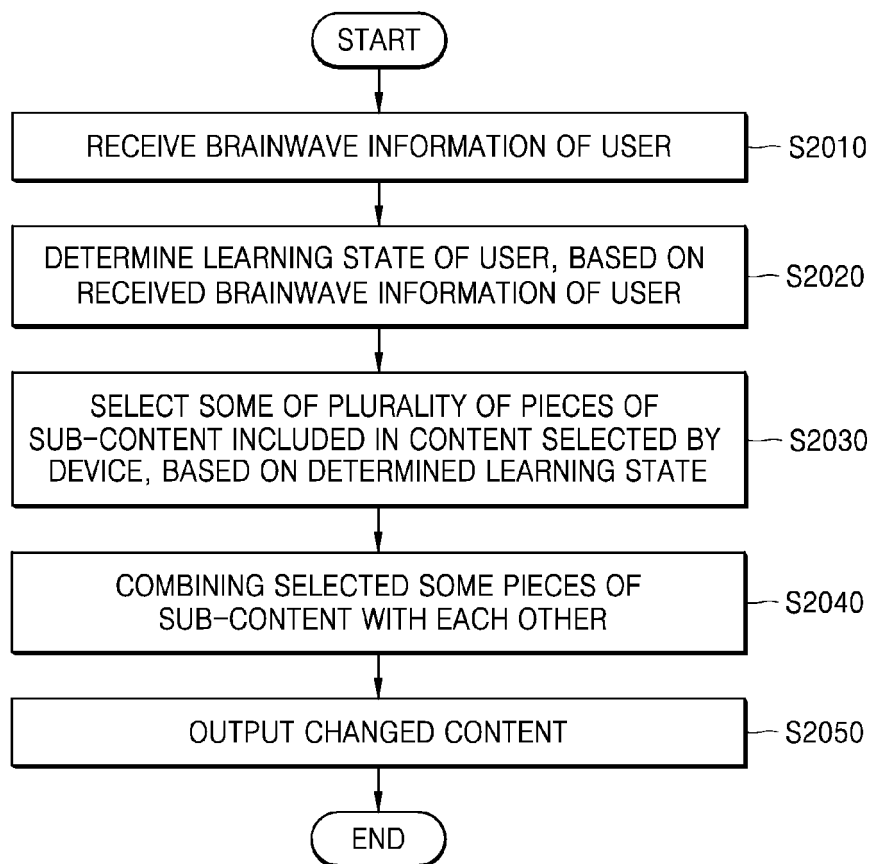 START
RECEIVE BRAINWAVE INFORMATION OF USER
S2010
DETERMINE LEARNING STATE OF USER, BASED ON
RECEIVED BRAINWAVE INFORMATION OF USER
S2020
SELECT SOME OF PLURALITY OF PIECES OF
SUB-CONTENT INCLUDED IN CONTENT SELECTED BY
DEVICE, BASED ON DETERMINED LEARNING STATE
S2030
COMBINING SELECTED SOME PIECES OF
SUB-CONTENT WITH EACH OTHER
S2040
OUTPUT CHANGED CONTENT
S2050
END